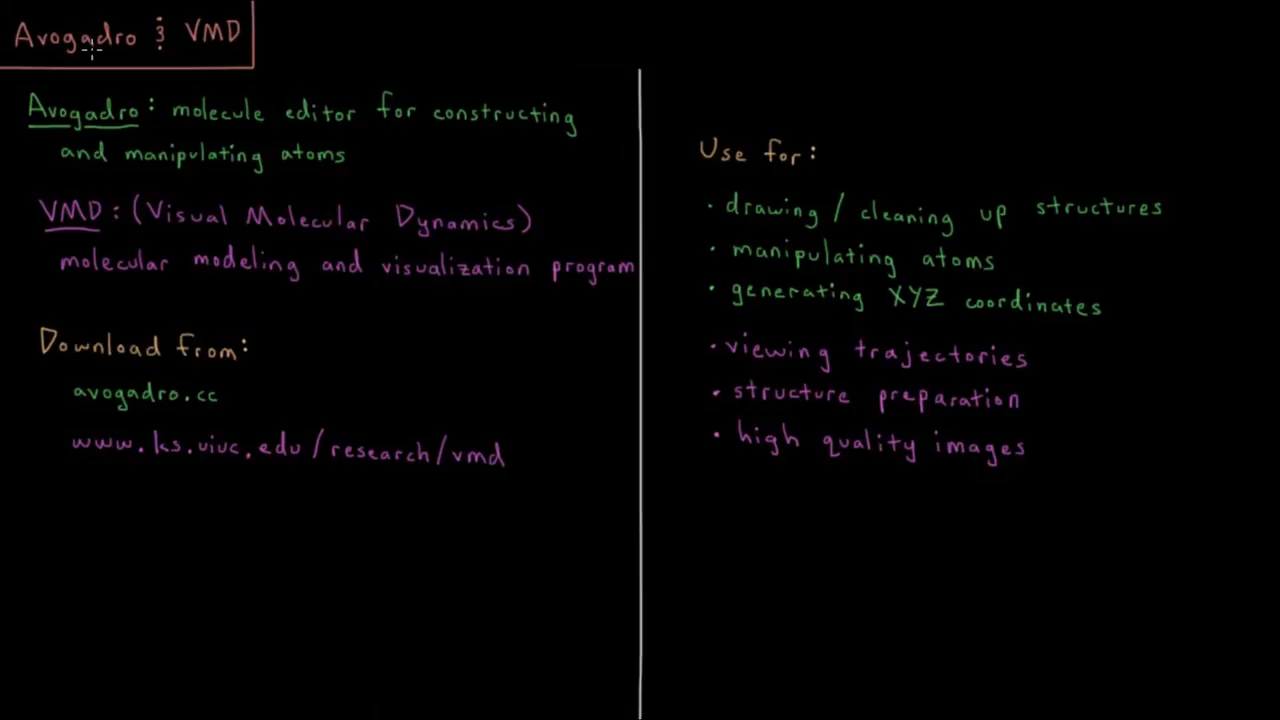 Avogadro & VMD
Avogadro: molecule editor for constructing
and manipulating atoms
VMD: (Visual Molecular Dynamics)
molecular modeling and visualization program
Download from:
avogadro.cc
www.ks.uiuc.edu/research/vmd
Use for:
• drawing / cleaning up structures
• manipulating atoms
• generating XYZ coordinates
• viewing trajectories
• structure preparation
• high quality images